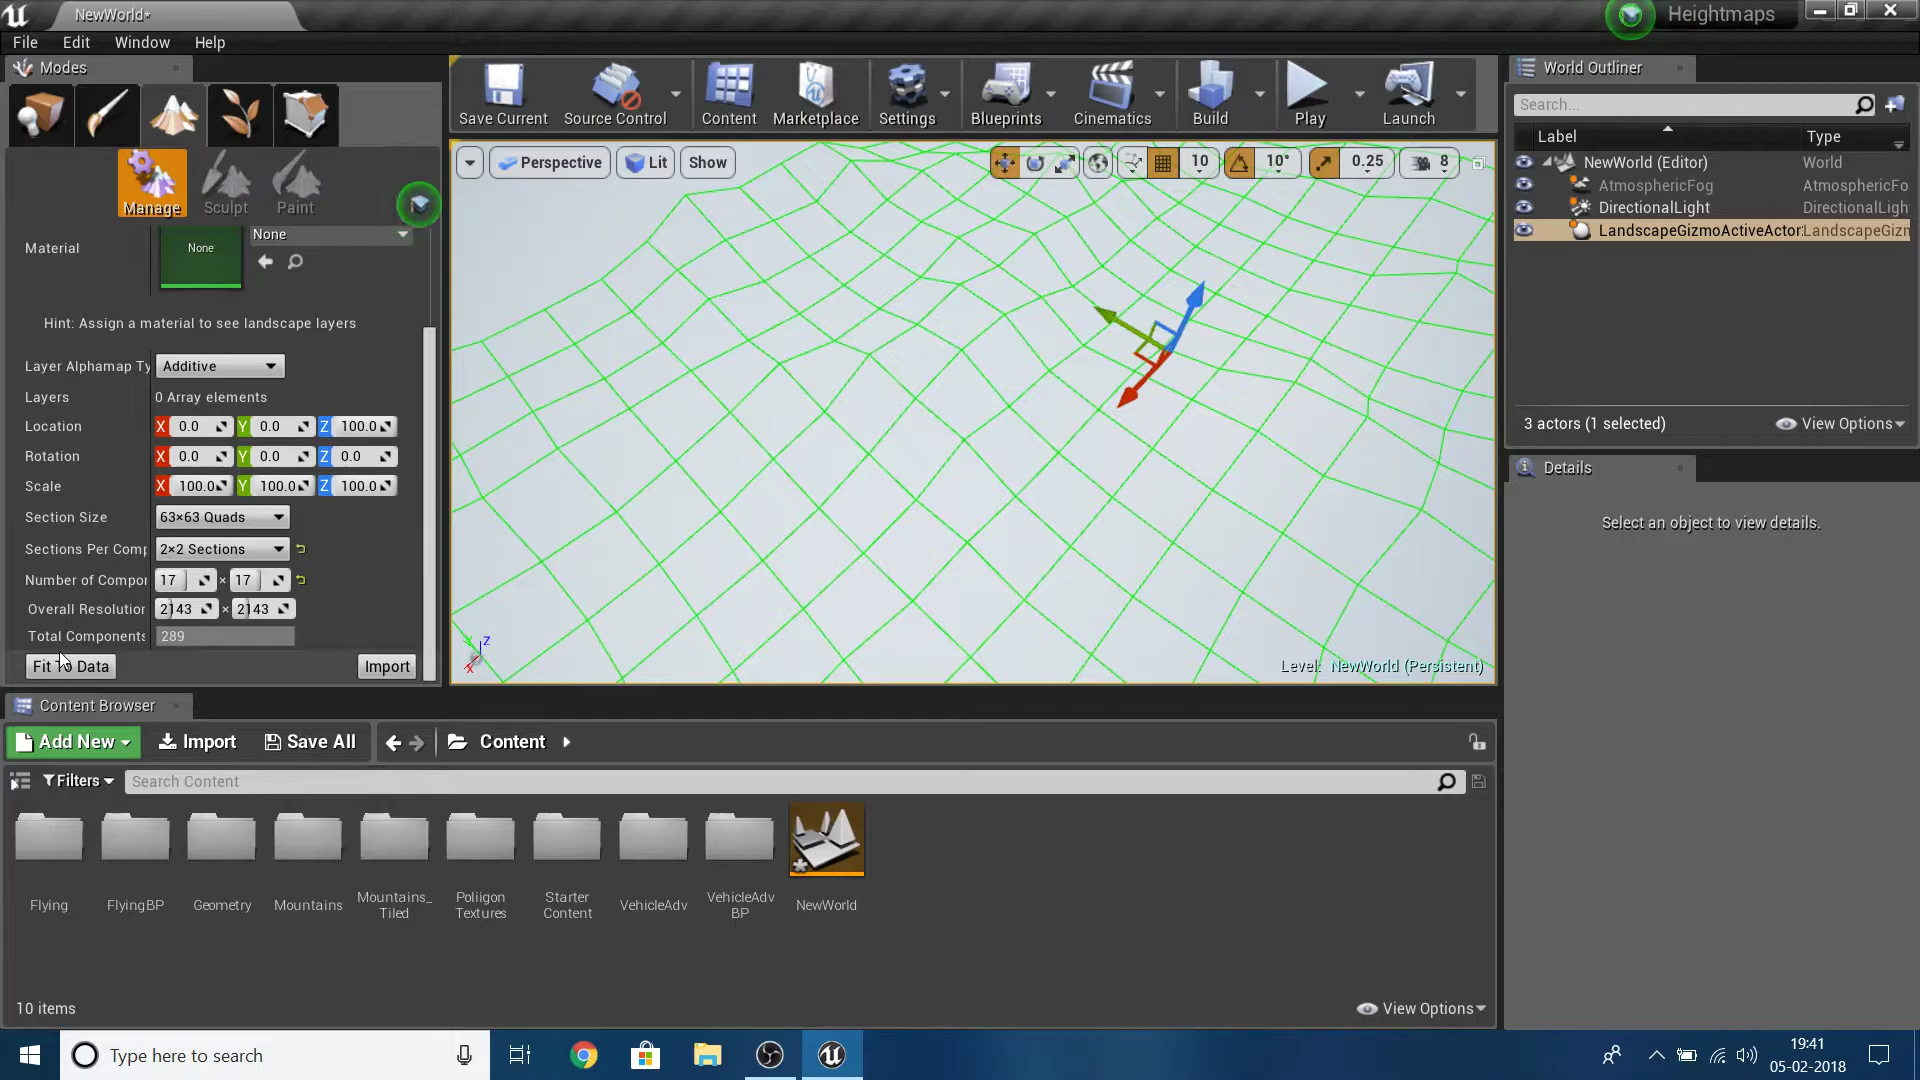 NewWorld*
Heightmaps
File Edit Window Help
Modes
Save Current
Source Control
Content
Marketplace
Settings
Blueprints
Cinematics
Build
Play
Launch
World Outliner
Search...
Label Type
NewWorld (Editor) World
AtmosphericFog AtmosphericFo
DirectionalLight DirectionalLigh
LandscapeGizmoActiveActor LandscapeGizm
3 actors (1 selected) View Options
Details
Select an object to view details.
Manage Sculpt Paint
Perspective Lit Show
10 10° 0.25 8
Material None None
Hint: Assign a material to see landscape layers
Layer Alphamap Ty Additive
Layers 0 Array elements
Location X 0.0 Y 0.0 Z 100.0
Rotation X 0.0 Y 0.0 Z 0.0
Scale X 100.0 Y 100.0 Z 100.0
Section Size 63×63 Quads
Sections Per Comp 2×2 Sections
Number of Compor 17 × 17
Overall Resolution 2143 × 2143
Total Components 289
Fit To Data Import
Y Z
X
Level: NewWorld (Persistent)
Content Browser
Add New Import Save All Content
Filters Search Content
Flying
FlyingBP
Geometry
Mountains
Mountains_
Tiled
Poliigon
Textures
Starter
Content
VehicleAdv
VehicleAdv
BP
NewWorld
10 items View Options
Type here to search
19:41
05-02-2018